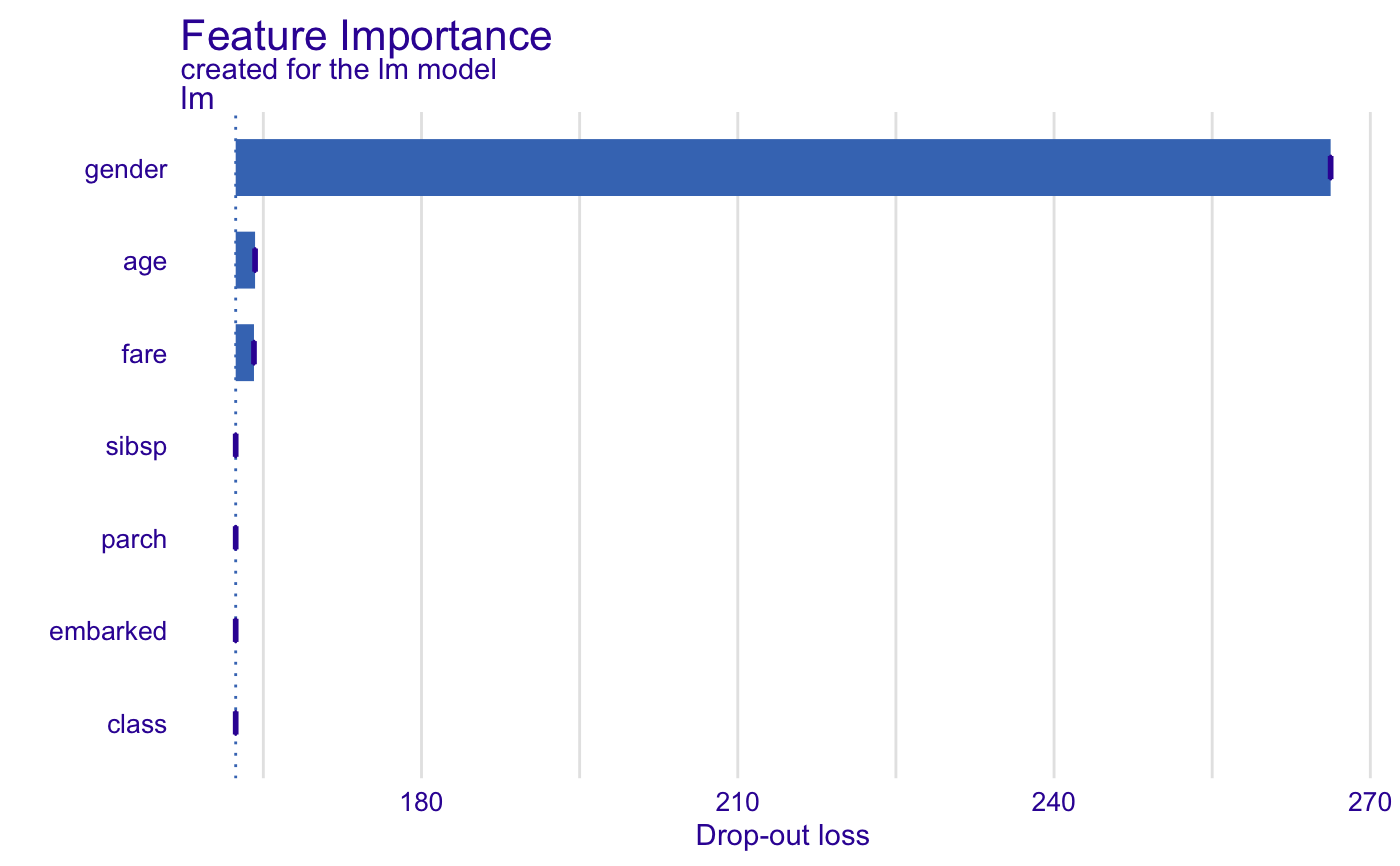 Feature Importance
created for the lm model
lm
gender
age
fare
sibsp
parch
embarked
class
180 210 240 270
Drop-out loss